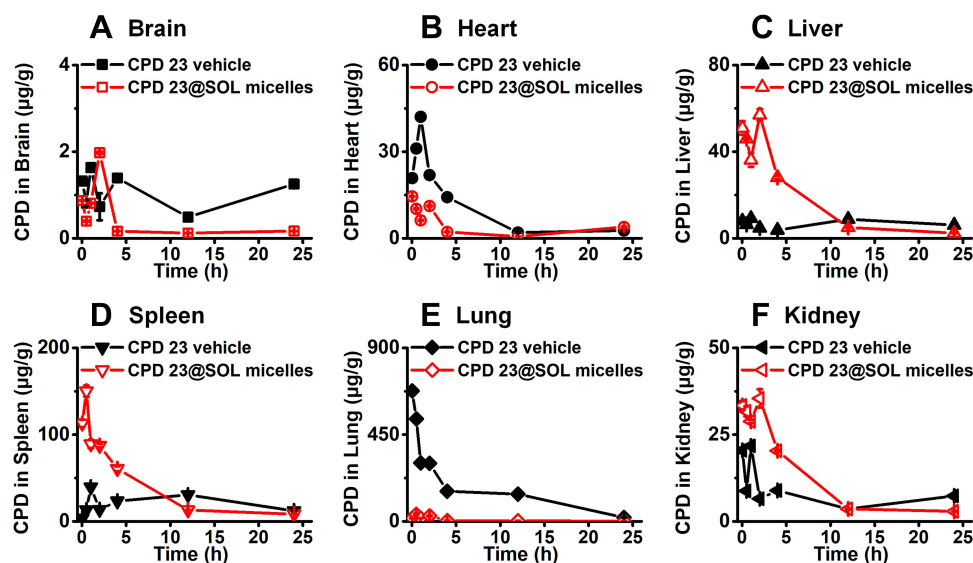 A Brain
CPD 23 vehicle
CPD 23@SOL micelles
CPD in Brain (µg/g)
4
2
0
0 5 10 15 20 25
Time (h)
B Heart
CPD 23 vehicle
CPD 23@SOL micelles
CPD in Heart (µg/g)
60
30
0
0 5 10 15 20 25
Time (h)
C Liver
CPD 23 vehicle
CPD 23@SOL micelles
CPD in Liver (µg/g)
80
40
0
0 5 10 15 20 25
Time (h)
D Spleen
CPD 23 vehicle
CPD 23@SOL micelles
CPD in Spleen (µg/g)
200
100
0
0 5 10 15 20 25
Time (h)
E Lung
CPD 23 vehicle
CPD 23@SOL micelles
CPD in Lung (µg/g)
900
450
0
0 5 10 15 20 25
Time (h)
F Kidney
CPD 23 vehicle
CPD 23@SOL micelles
CPD in Kidney (µg/g)
50
25
0
0 5 10 15 20 25
Time (h)